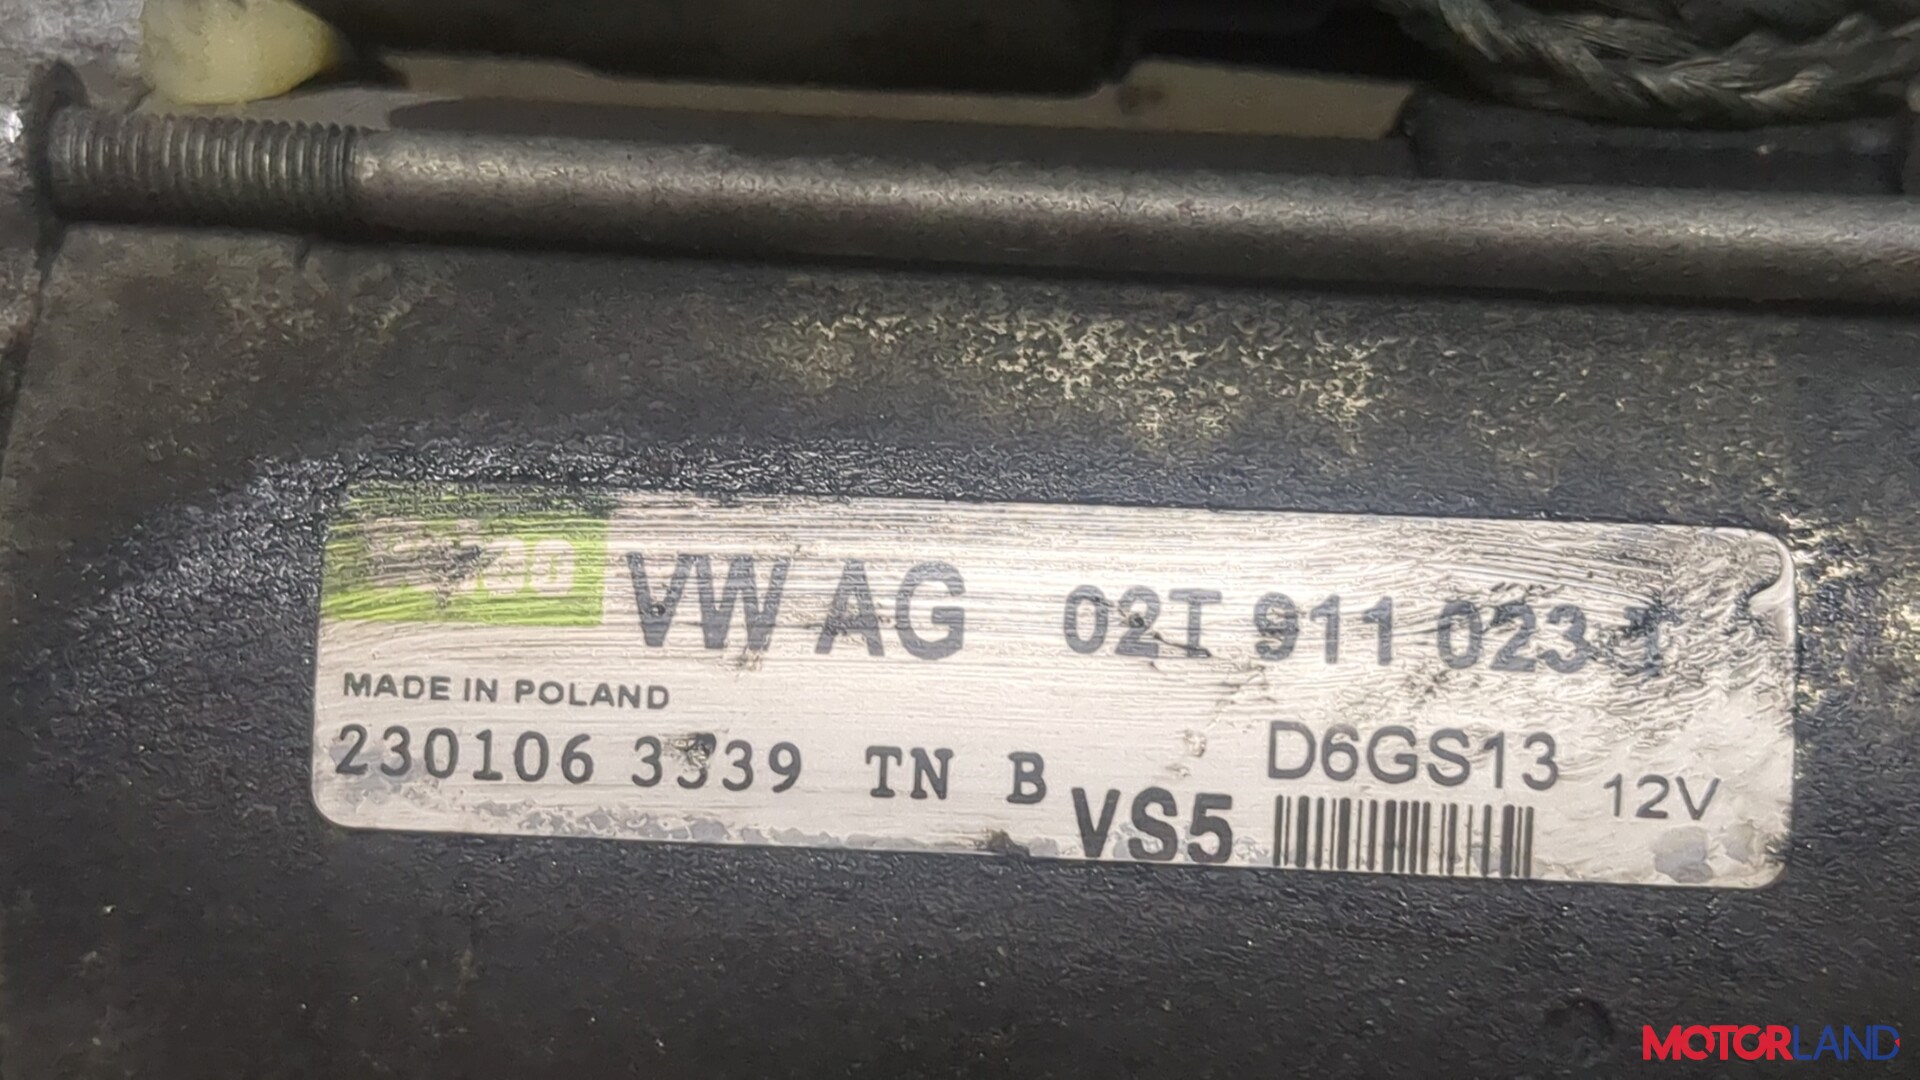 VW AG 02T 911 023
MADE IN POLAND
230106 3339 TN B
D6GS13
12V
VS5
MOTORLAND